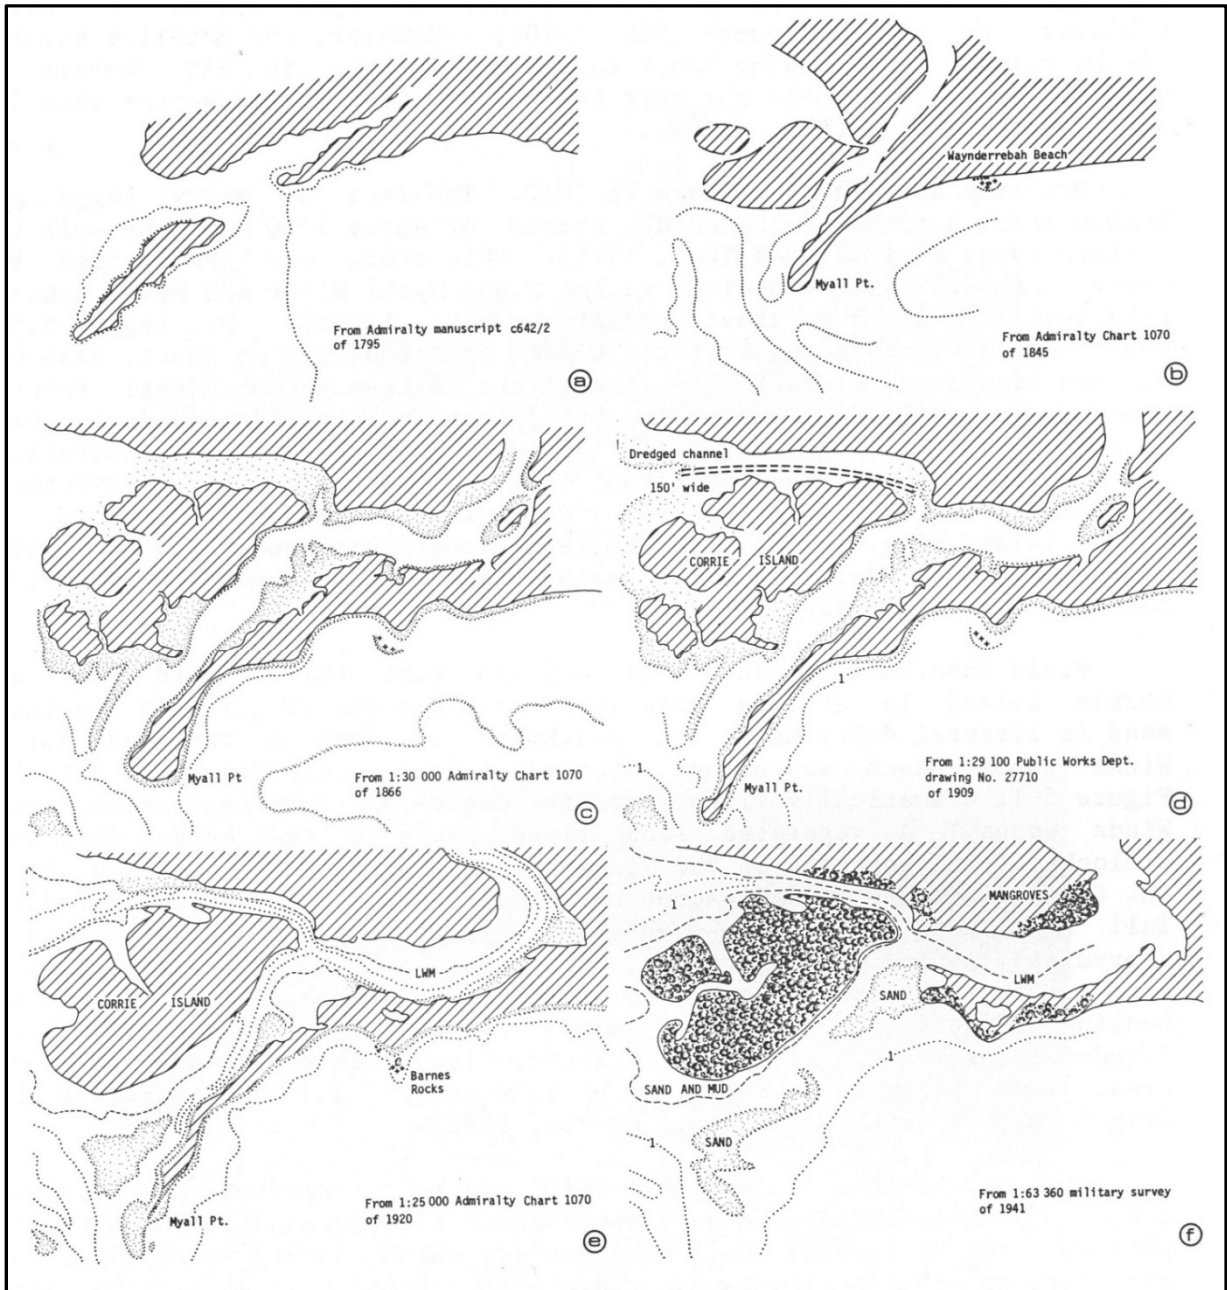 From Admiralty manuscript c642/2
of 1795
a
Waynderrebah Beach
Myall Pt.
From Admiralty Chart 1070
of 1845
b
Myall Pt
From 1:30 000 Admiralty Chart 1070
of 1866
c
Dredged channel
150' wide
CORRIE ISLAND
1
Myall Pt.
From 1:29 100 Public Works Dept.
drawing No. 27710
of 1909
d
LWM
CORRIE ISLAND
Barnes
Rocks
Myall Pt.
From 1:25 000 Admiralty Chart 1070
of 1920
e
MANGROVES
1
LWM
SAND
1
SAND AND MUD
1
SAND
From 1:63 360 military survey
of 1941
f